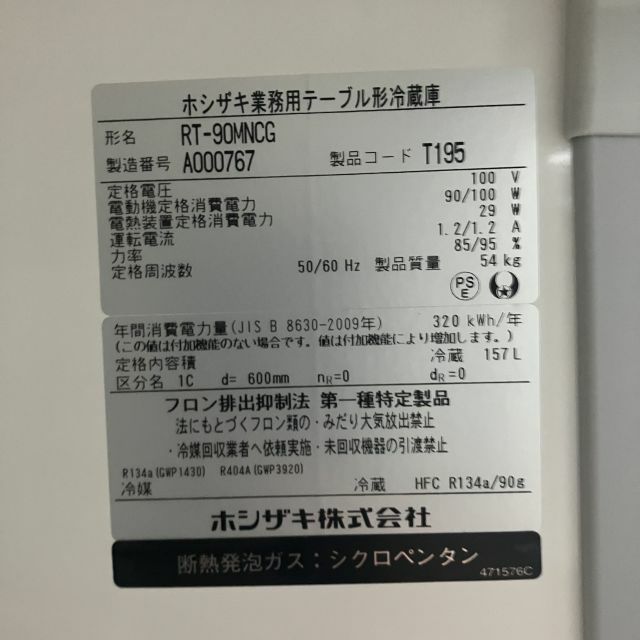 ホシザキ業務用テーブル形冷蔵庫
形名 RT-90MNCG
製造番号 A000767 製品コード T195
定格電圧 100 V
電動機定格消費電力 90/100 W
電熱装置定格消費電力 29 W
運転電流 1.2/1.2 A
力率 85/95 %
定格周波数 50/60 Hz 製品質量 54 kg
PSE
年間消費電力量(JIS B 8630-2009年) 320 kWh/年
(この値は付加機能のない場合です。値は付加機能により増加します。)
定格内容積 冷蔵 157 L
区分名 1C d= 600mm nR=0 dR=0
フロン排出抑制法 第一種特定製品
法にもとづくフロン類の・みだり大気放出禁止
・冷媒回収業者へ依頼実施・未回収機器の引渡禁止
R134a(GWP1430) R404A(GWP3920)
冷媒 冷蔵 HFC R134a/90g
ホシザキ株式会社
断熱発泡ガス：シクロペンタン
471576C